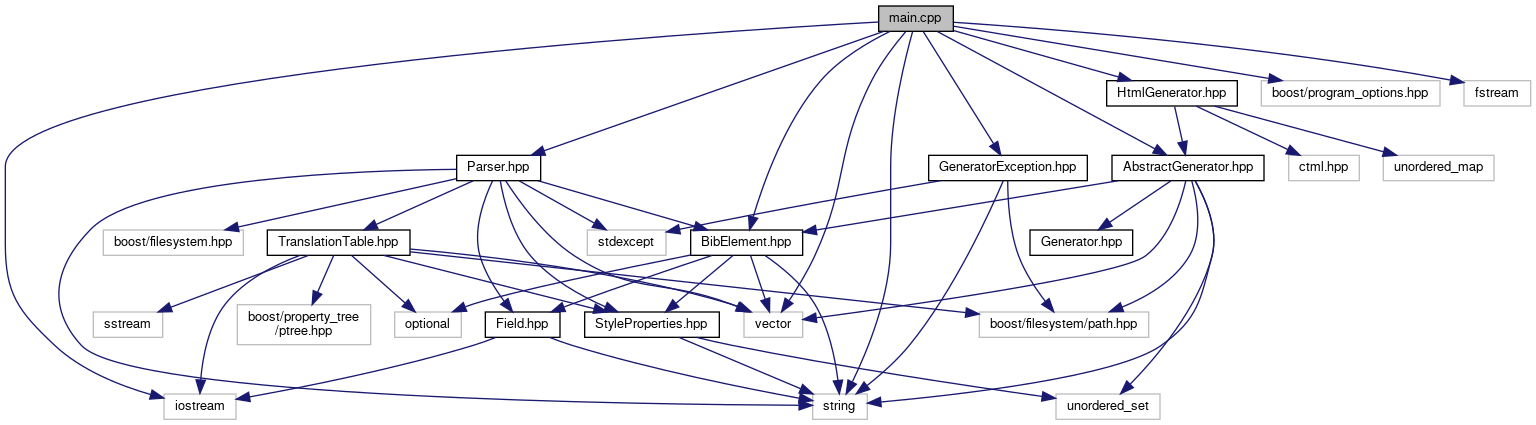 main.cpp
HtmlGenerator.hpp
boost/program_options.hpp
fstream
Parser.hpp
GeneratorException.hpp
AbstractGenerator.hpp
ctml.hpp
unordered_map
boost/filesystem.hpp
TranslationTable.hpp
stdexcept
BibElement.hpp
Generator.hpp
sstream
boost/property_tree
/ptree.hpp
optional
Field.hpp
StyleProperties.hpp
vector
boost/filesystem/path.hpp
iostream
string
unordered_set